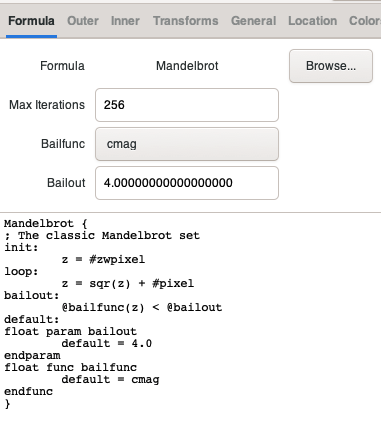 Formula Outer Inner Transforms General Location Color
Formula Mandelbrot Browse...
Max Iterations 256
Bailfunc cmag
Bailout 4.00000000000000000
Mandelbrot {
; The classic Mandelbrot set
init:
z = #zwpixel
loop:
z = sqr(z) + #pixel
bailout:
@bailfunc(z) < @bailout
default:
float param bailout
default = 4.0
endparam
float func bailfunc
default = cmag
endfunc
}